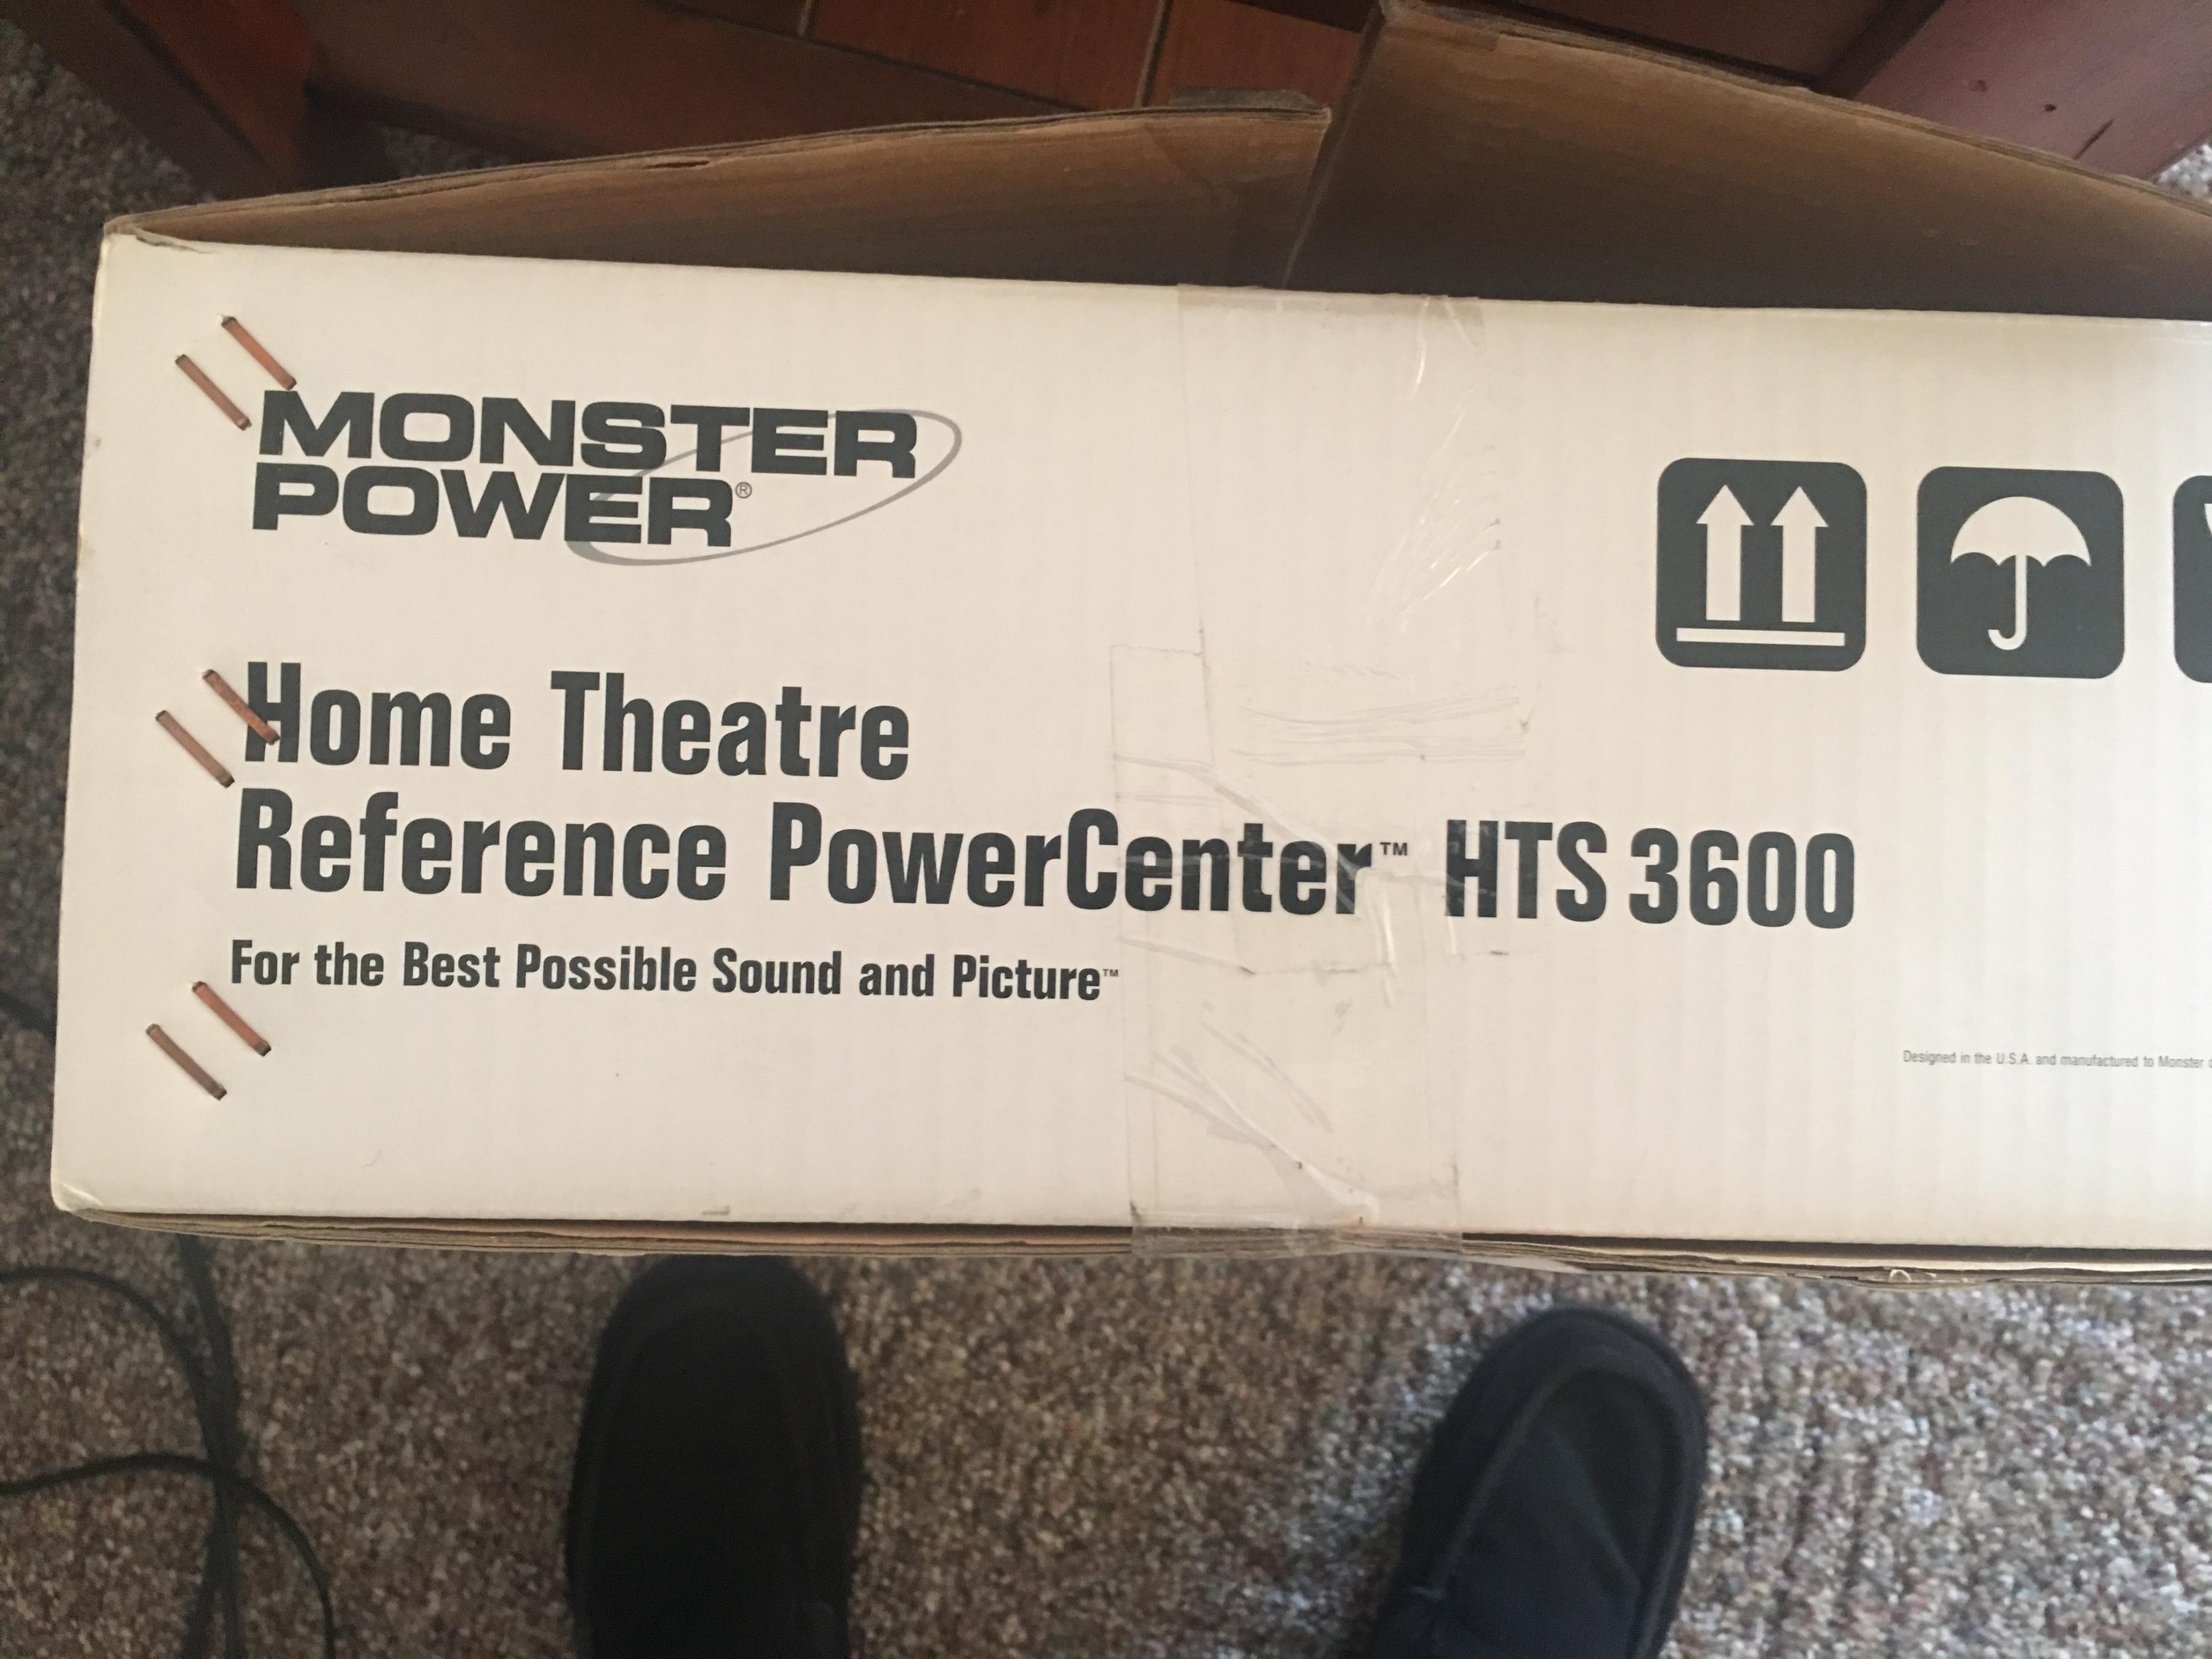 MONSTER
POWER®
Home Theatre
Reference PowerCenter™ HTS 3600
For the Best Possible Sound and Picture™
Designed in the U.S.A. and manufactured to Monster